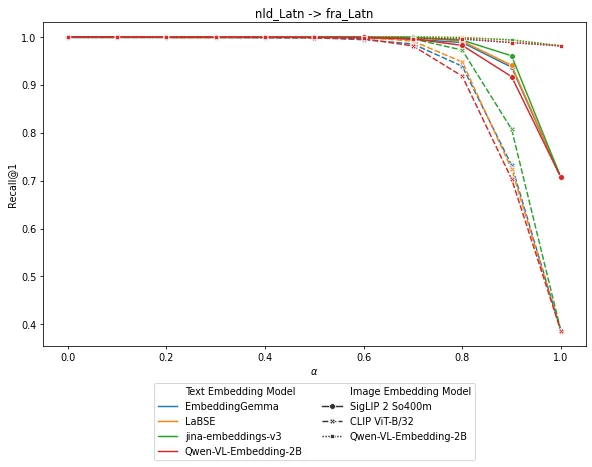 nld_Latn -> fra_Latn
Recall@1
1.0
0.9
0.8
0.7
0.6
0.5
0.4
0.0 0.2 0.4 0.6 0.8 1.0
α
Text Embedding Model Image Embedding Model
EmbeddingGemma SigLIP 2 So400m
LaBSE CLIP ViT-B/32
jina-embeddings-v3 Qwen-VL-Embedding-2B
Qwen-VL-Embedding-2B